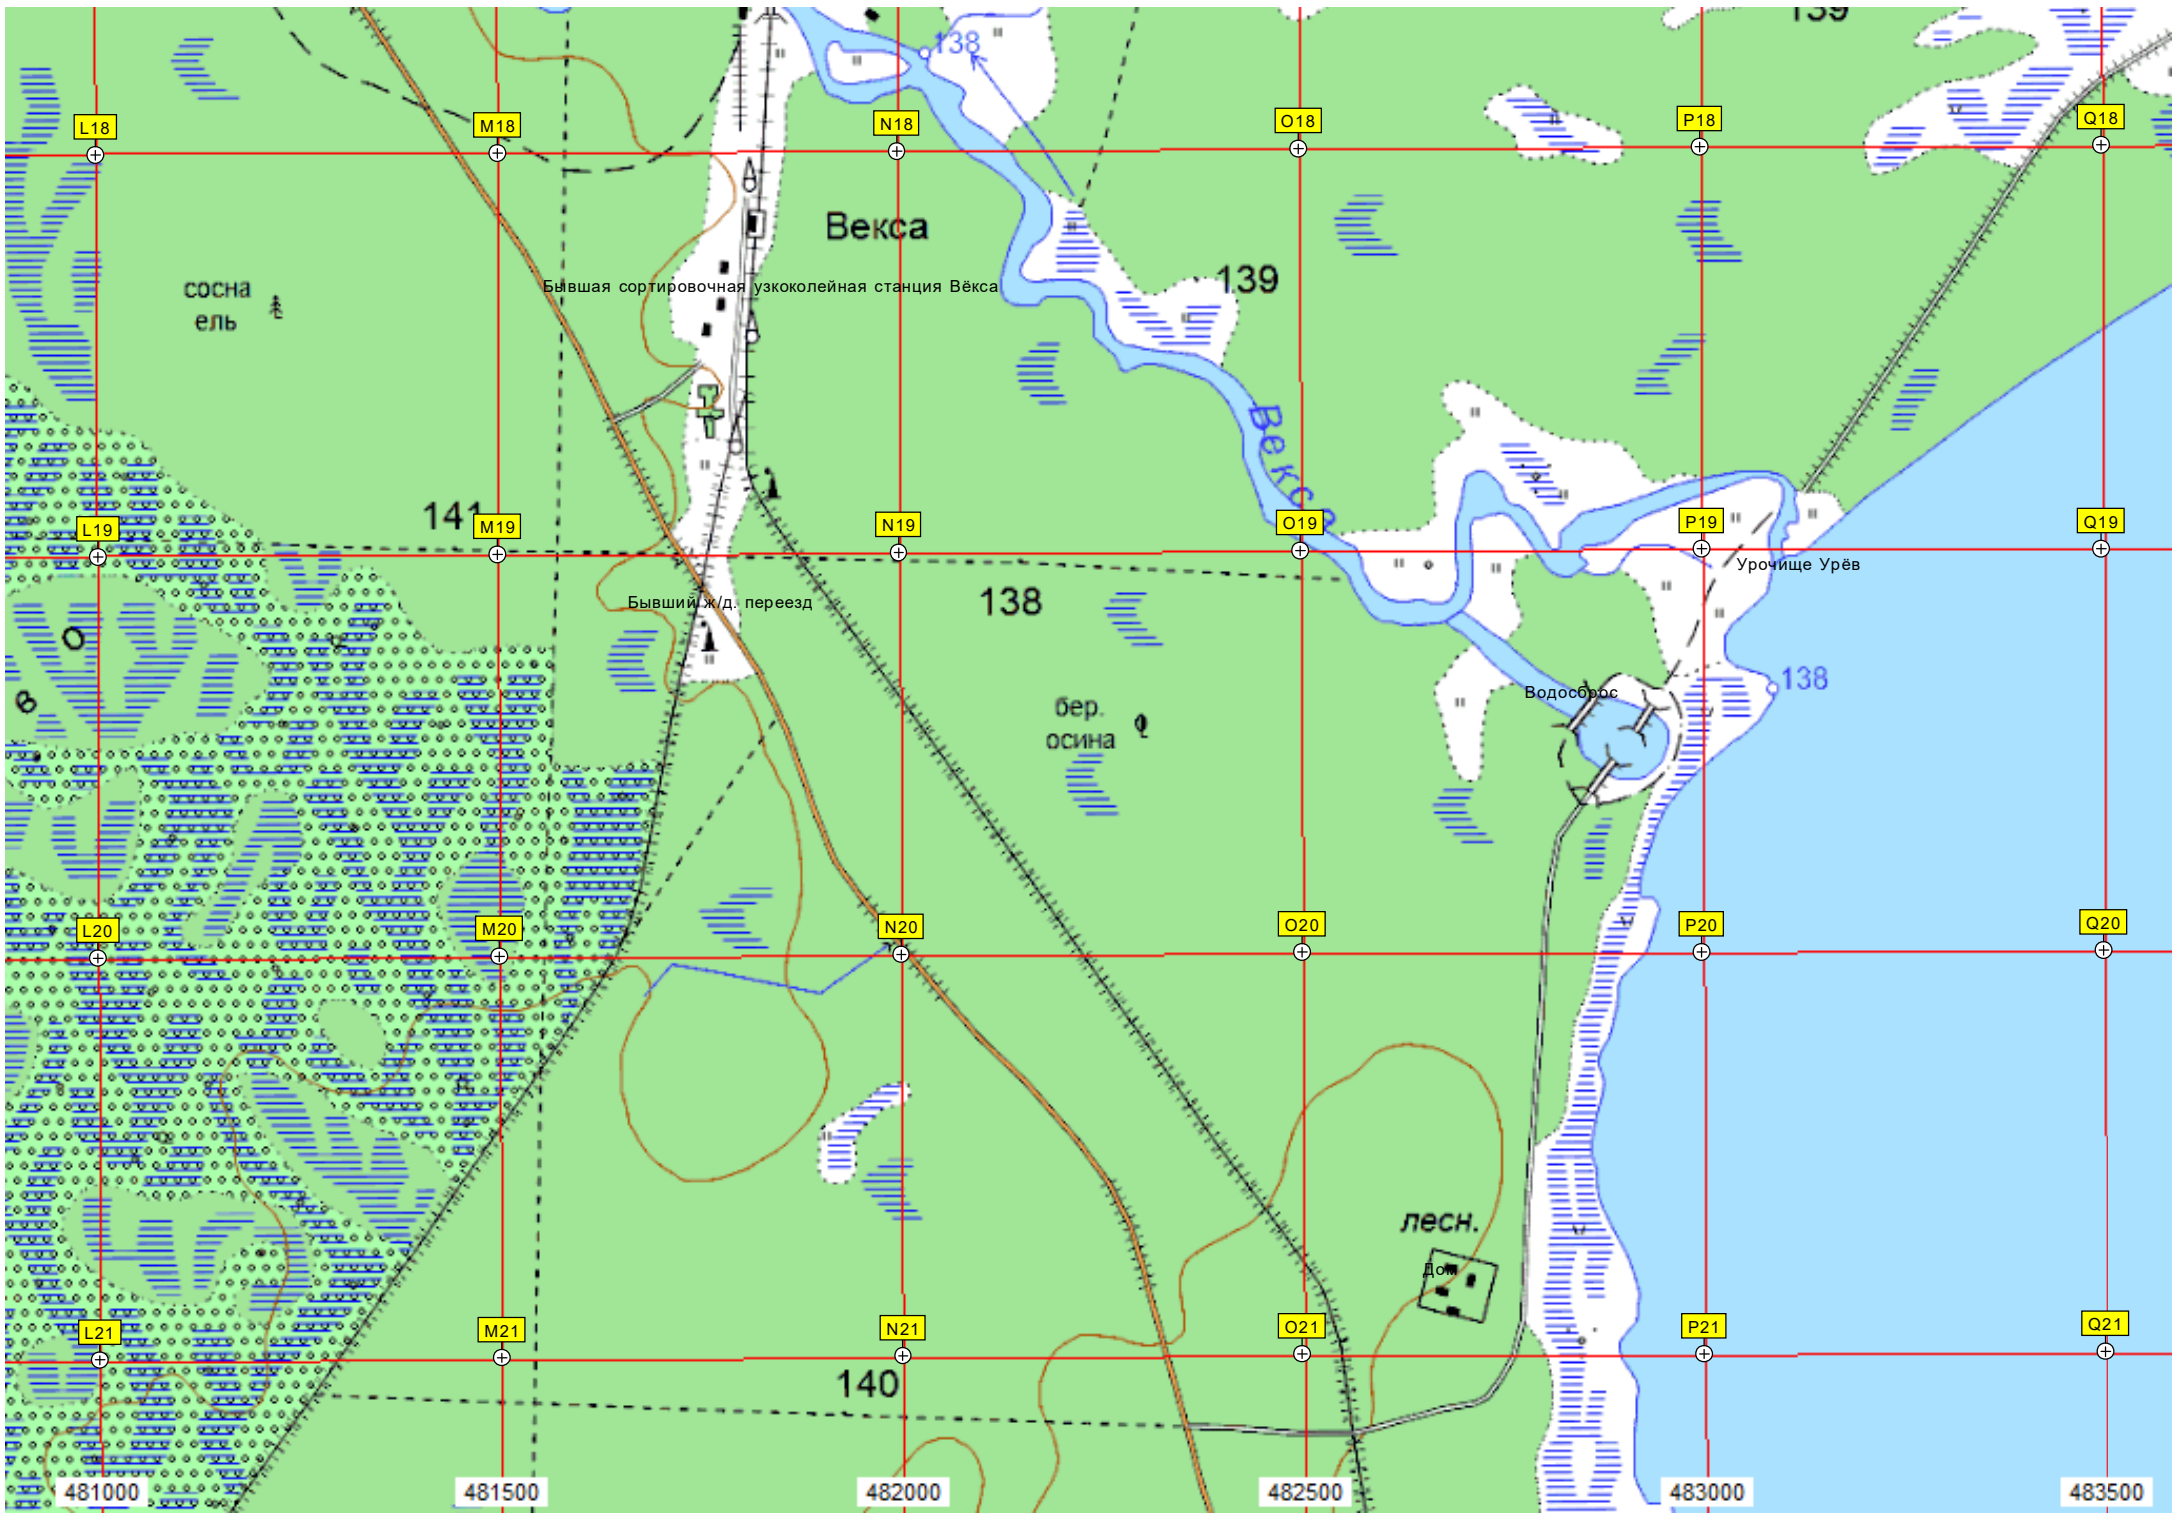 139
138
L18
M18
N18
O18
P18
Q18
Векса
139
сосна
ель
Бывшая сортировочная узкоколейная станция Вёкса
Векса
141
L19
M19
N19
O19
P19
Q19
Урочище Урёв
138
Бывший ж/д. переезд
О
в
138
Водосброс
бер.
осина
L20
M20
N20
O20
P20
Q20
лесн.
Дом
L21
M21
N21
O21
P21
Q21
140
481000
481500
482000
482500
483000
483500